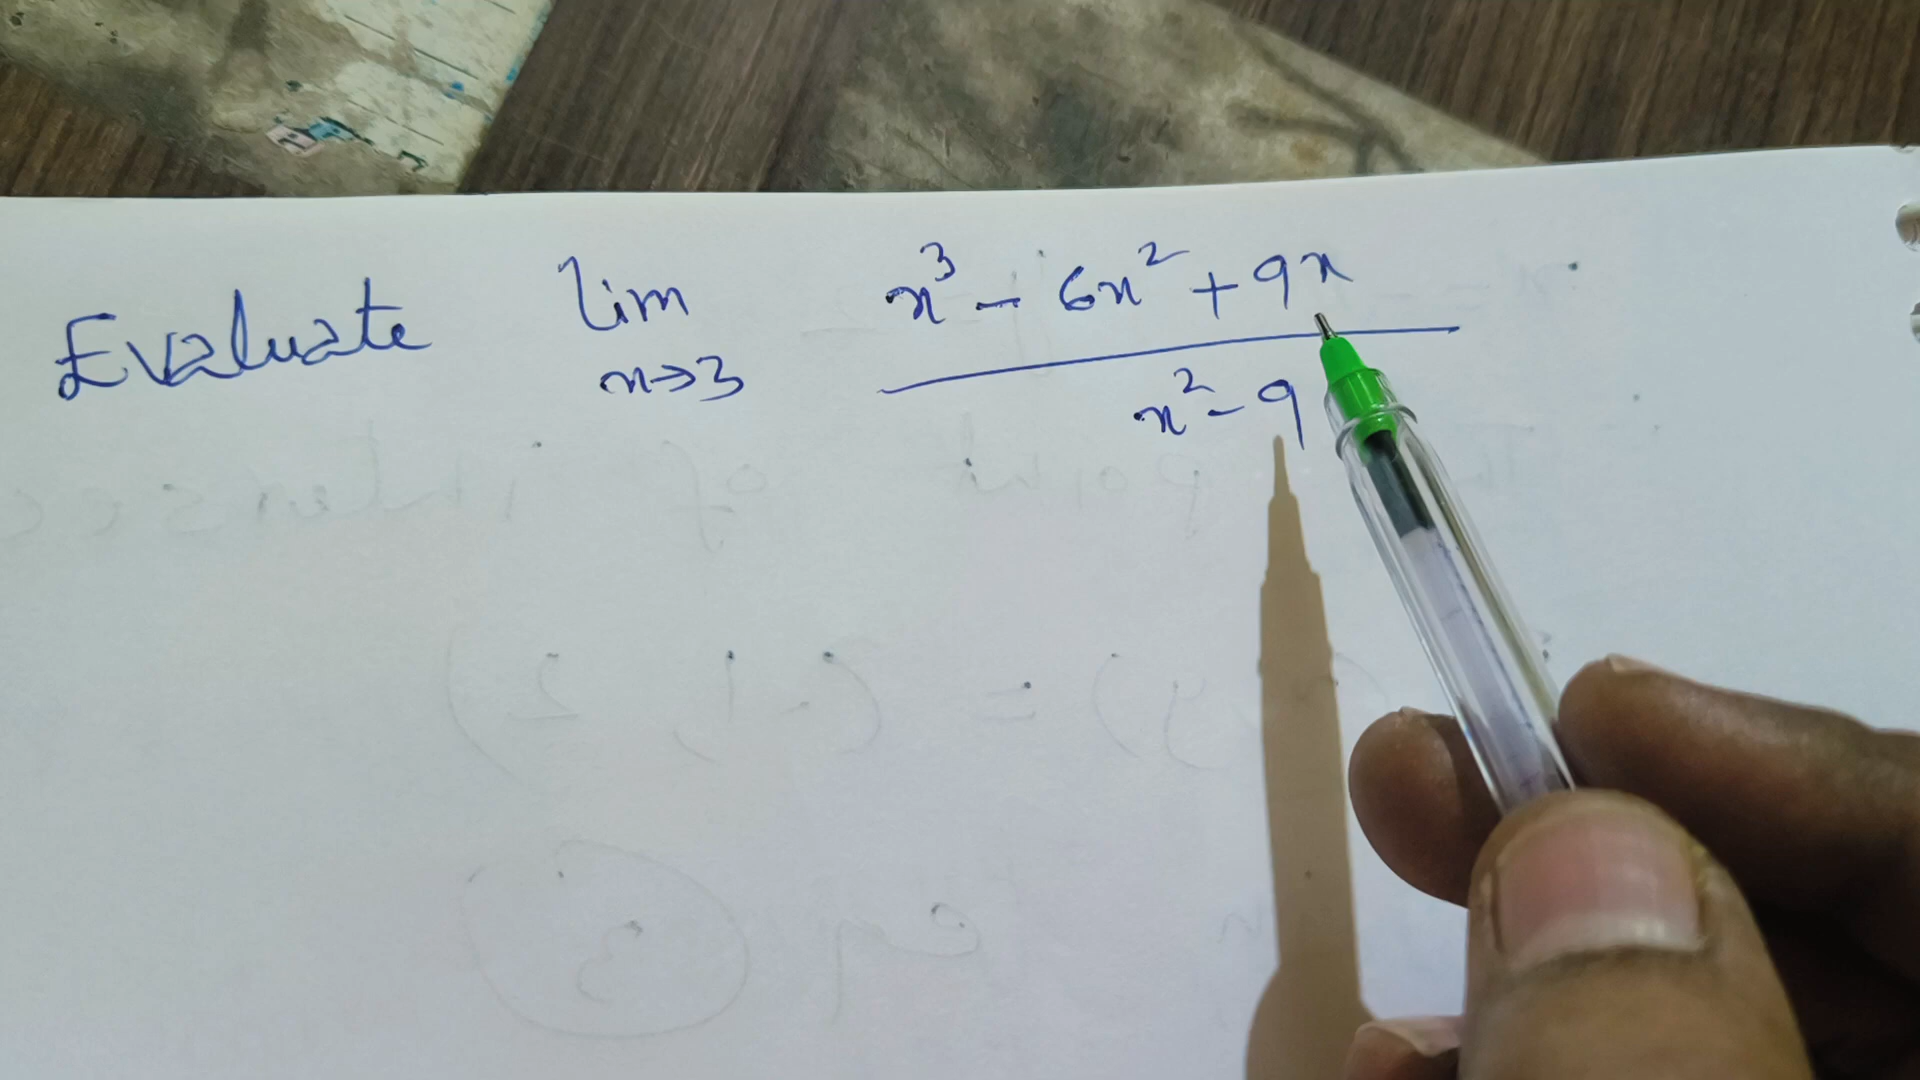 Evaluate lim x³ - 6x² + 9x
x→3 x² - 9